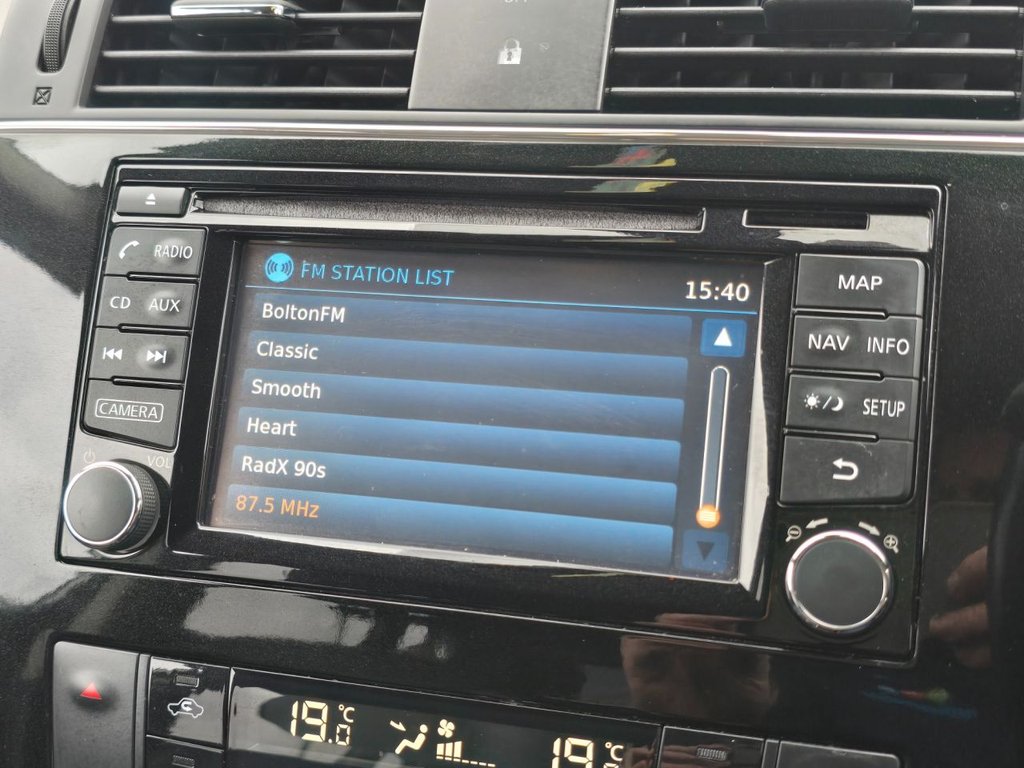 RADIO
CD AUX
CAMERA
VOL
FM STATION LIST
15:40
BoltonFM
Classic
Smooth
Heart
RadX 90s
87.5 MHz
MAP
NAV INFO
SETUP
19.0 °C
19 °C